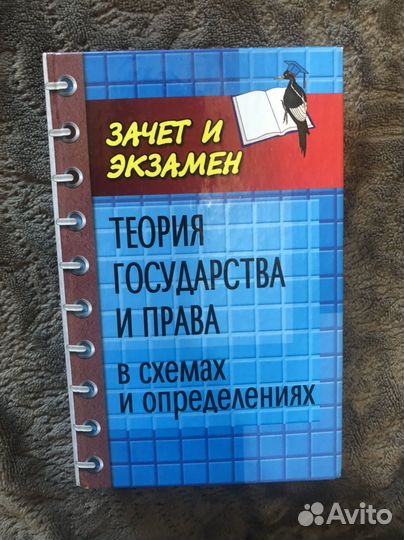 ЗАЧЕТ И
ЭКЗАМЕН
ТЕОРИЯ
ГОСУДАРСТВА
И ПРАВА
в схемах
и определениях
Avito